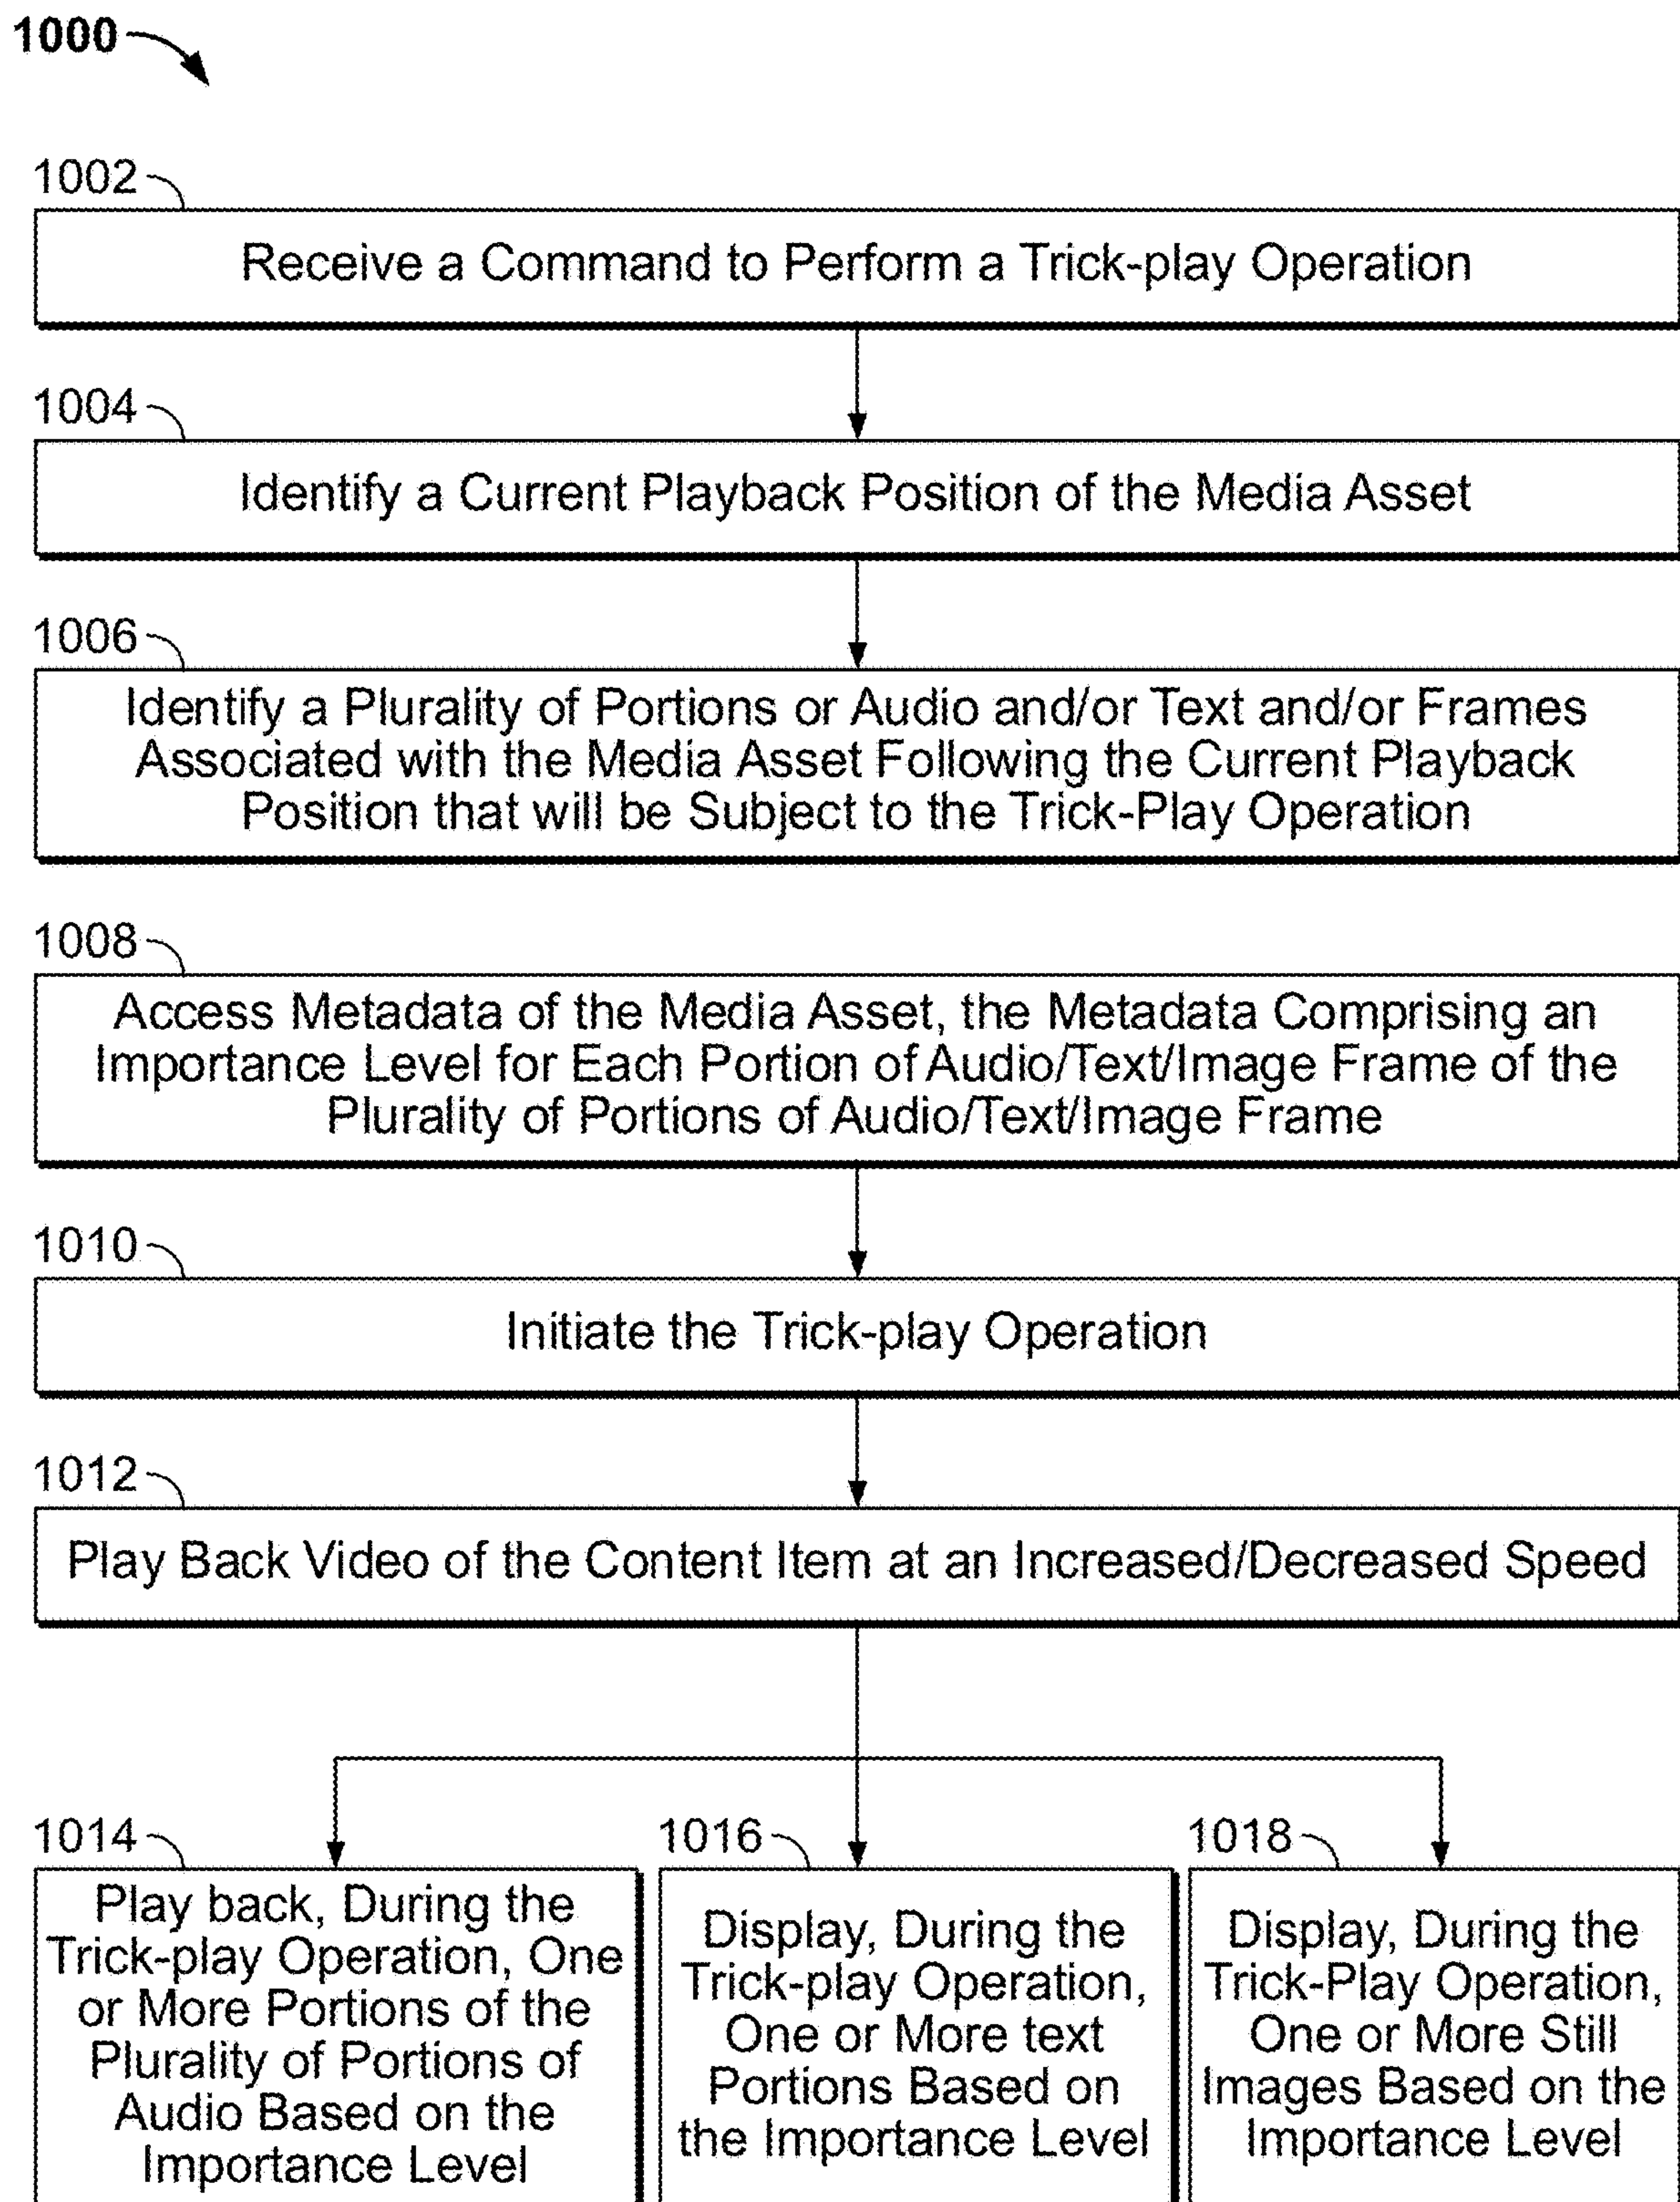 1000
1002
Receive a Command to Perform a Trick-play Operation
1004
Identify a Current Playback Position of the Media Asset
1006
Identify a Plurality of Portions or Audio and/or Text and/or Frames
Associated with the Media Asset Following the Current Playback
Position that will be Subject to the Trick-Play Operation
1008
Access Metadata of the Media Asset, the Metadata Comprising an
Importance Level for Each Portion of Audio/Text/Image Frame of the
Plurality of Portions of Audio/Text/Image Frame
1010
Initiate the Trick-play Operation
1012
Play Back Video of the Content Item at an Increased/Decreased Speed
1014
Play back, During the
Trick-play Operation, One
or More Portions of the
Plurality of Portions of
Audio Based on the
Importance Level
1016
Display, During the
Trick-play Operation,
One or More text
Portions Based on
the Importance Level
1018
Display, During the
Trick-Play Operation,
One or More Still
Images Based on the
Importance Level